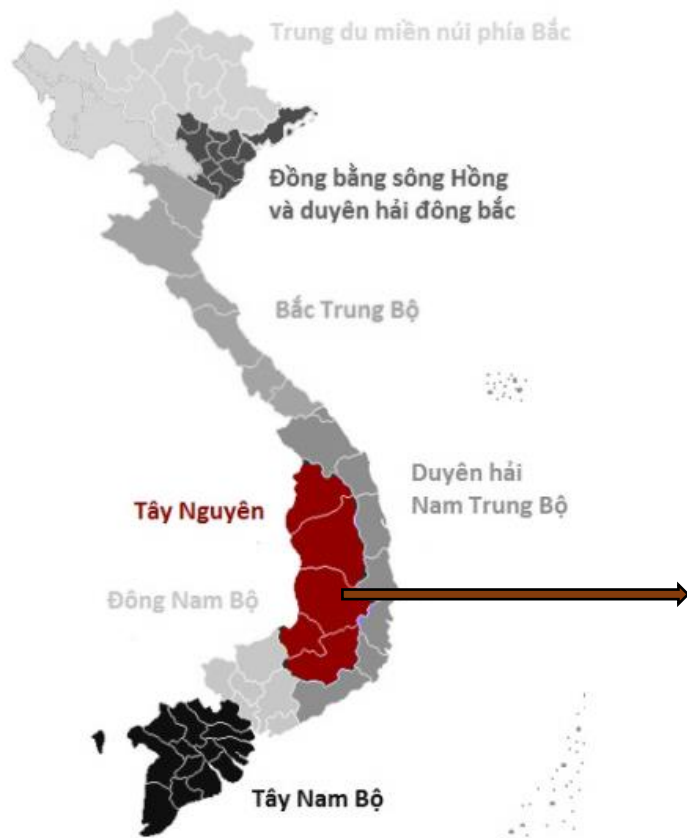 Trung du miền núi phía Bắc
Đồng bằng sông Hồng
và duyên hải đông bắc
Bắc Trung Bộ
Duyên hải
Nam Trung Bộ
Tây Nguyên
Đông Nam Bộ
Tây Nam Bộ